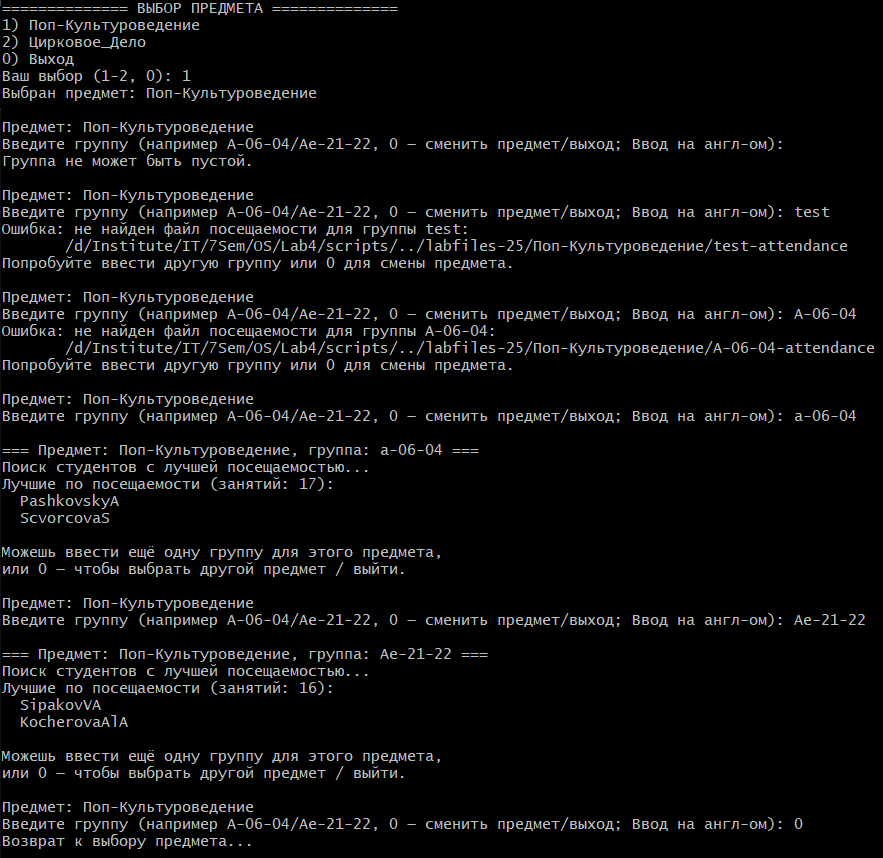 ============== ВЫБОР ПРЕДМЕТА ==============
1) Поп-Культуроведение
2) Цирковое_Дело
0) Выход
Ваш выбор (1-2, 0): 1
Выбран предмет: Поп-Культуроведение
Предмет: Поп-Культуроведение
Введите группу (например A-06-04/Ae-21-22, 0 — сменить предмет/выход; Ввод на англ-ом):
Группа не может быть пустой.
Предмет: Поп-Культуроведение
Введите группу (например A-06-04/Ae-21-22, 0 — сменить предмет/выход; Ввод на англ-ом): test
Ошибка: не найден файл посещаемости для группы test:
/d/Institute/IT/7Sem/OS/Lab4/scripts/../labfiles-25/Поп-Культуроведение/test-attendance
Попробуйте ввести другую группу или 0 для смены предмета.
Предмет: Поп-Культуроведение
Введите группу (например A-06-04/Ae-21-22, 0 — сменить предмет/выход; Ввод на англ-ом): A-06-04
Ошибка: не найден файл посещаемости для группы A-06-04:
/d/Institute/IT/7Sem/OS/Lab4/scripts/../labfiles-25/Поп-Культуроведение/A-06-04-attendance
Попробуйте ввести другую группу или 0 для смены предмета.
Предмет: Поп-Культуроведение
Введите группу (например A-06-04/Ae-21-22, 0 — сменить предмет/выход; Ввод на англ-ом): a-06-04
=== Предмет: Поп-Культуроведение, группа: a-06-04 ===
Поиск студентов с лучшей посещаемостью...
Лучшие по посещаемости (занятий: 17):
PashkovskyA
ScvorcovaS
Можешь ввести ещё одну группу для этого предмета,
или 0 — чтобы выбрать другой предмет / выйти.
Предмет: Поп-Культуроведение
Введите группу (например A-06-04/Ae-21-22, 0 — сменить предмет/выход; Ввод на англ-ом): Ae-21-22
=== Предмет: Поп-Культуроведение, группа: Ae-21-22 ===
Поиск студентов с лучшей посещаемостью...
Лучшие по посещаемости (занятий: 16):
SipakovVA
KocherovaAlA
Можешь ввести ещё одну группу для этого предмета,
или 0 — чтобы выбрать другой предмет / выйти.
Предмет: Поп-Культуроведение
Введите группу (например A-06-04/Ae-21-22, 0 — сменить предмет/выход; Ввод на англ-ом): 0
Возврат к выбору предмета...